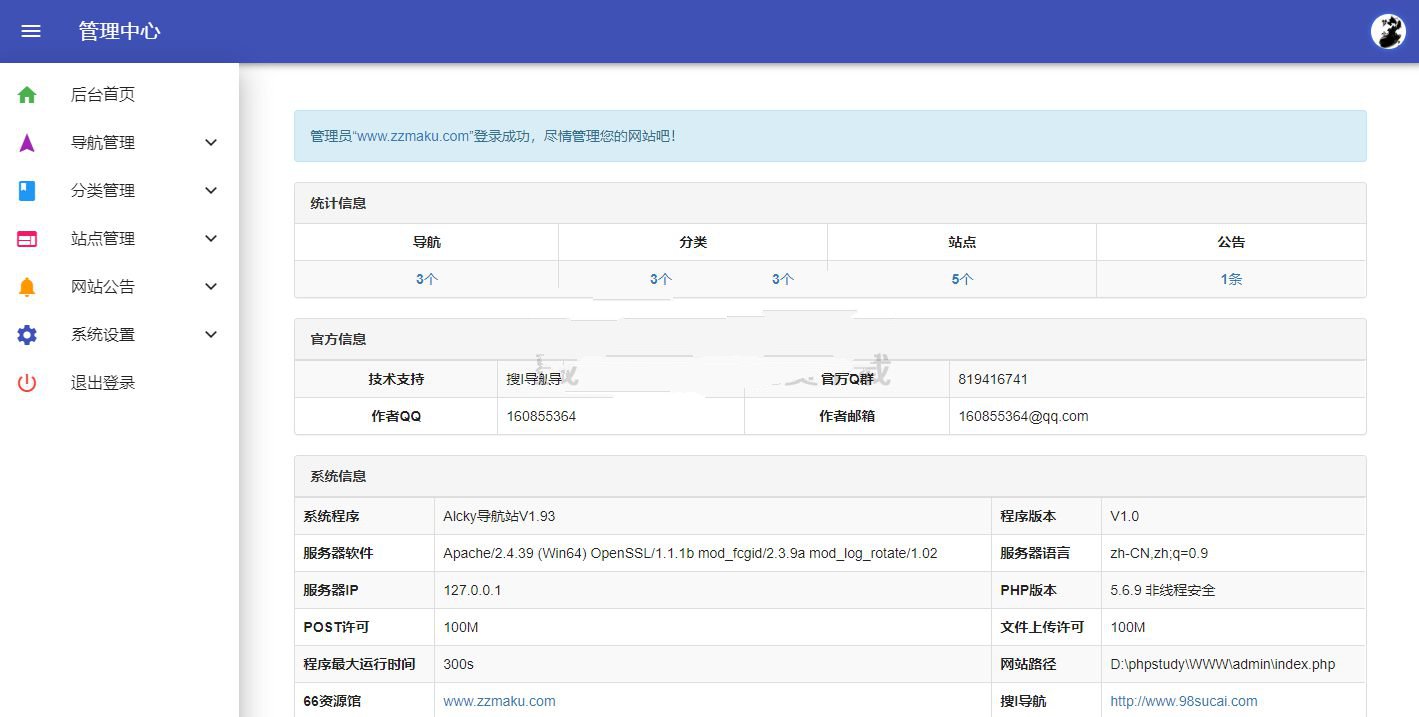 管理中心
后台首页
导航管理
分类管理
站点管理
网站公告
系统设置
退出登录
管理员“www.zzmaku.com”登录成功，尽情管理您的网站吧！
统计信息
导航 分类 站点 公告
3个 3个 3个 5个 1条
官方信息
技术支持 搜I导航 官方Q群 819416741
作者QQ 160855364 作者邮箱 160855364@qq.com
系统信息
系统程序 Alcky导航站V1.93 程序版本 V1.0
服务器软件 Apache/2.4.39 (Win64) OpenSSL/1.1.1b mod_fcgid/2.3.9a mod_log_rotate/1.02 服务器语言 zh-CN,zh;q=0.9
服务器IP 127.0.0.1 PHP版本 5.6.9 非线程安全
POST许可 100M 文件上传许可 100M
程序最大运行时间 300s 网站路径 D:\phpstudy\WWW\admin\index.php
66资源馆 www.zzmaku.com 搜I导航 http://www.98sucai.com